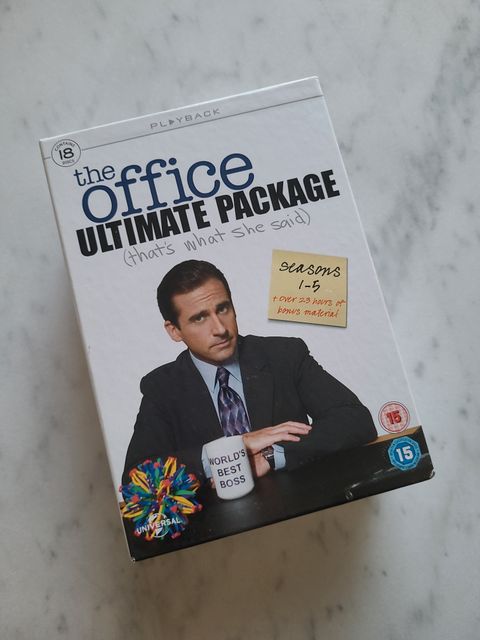 PLAYBACK
CONTAINS
18
DISCS
the
office
ULTIMATE PACKAGE
(that's what she said)
seasons
1-5
+ over 23 hours of
bonus material
WORLD'S
BEST
BOSS
15
15
UNIVERSAL